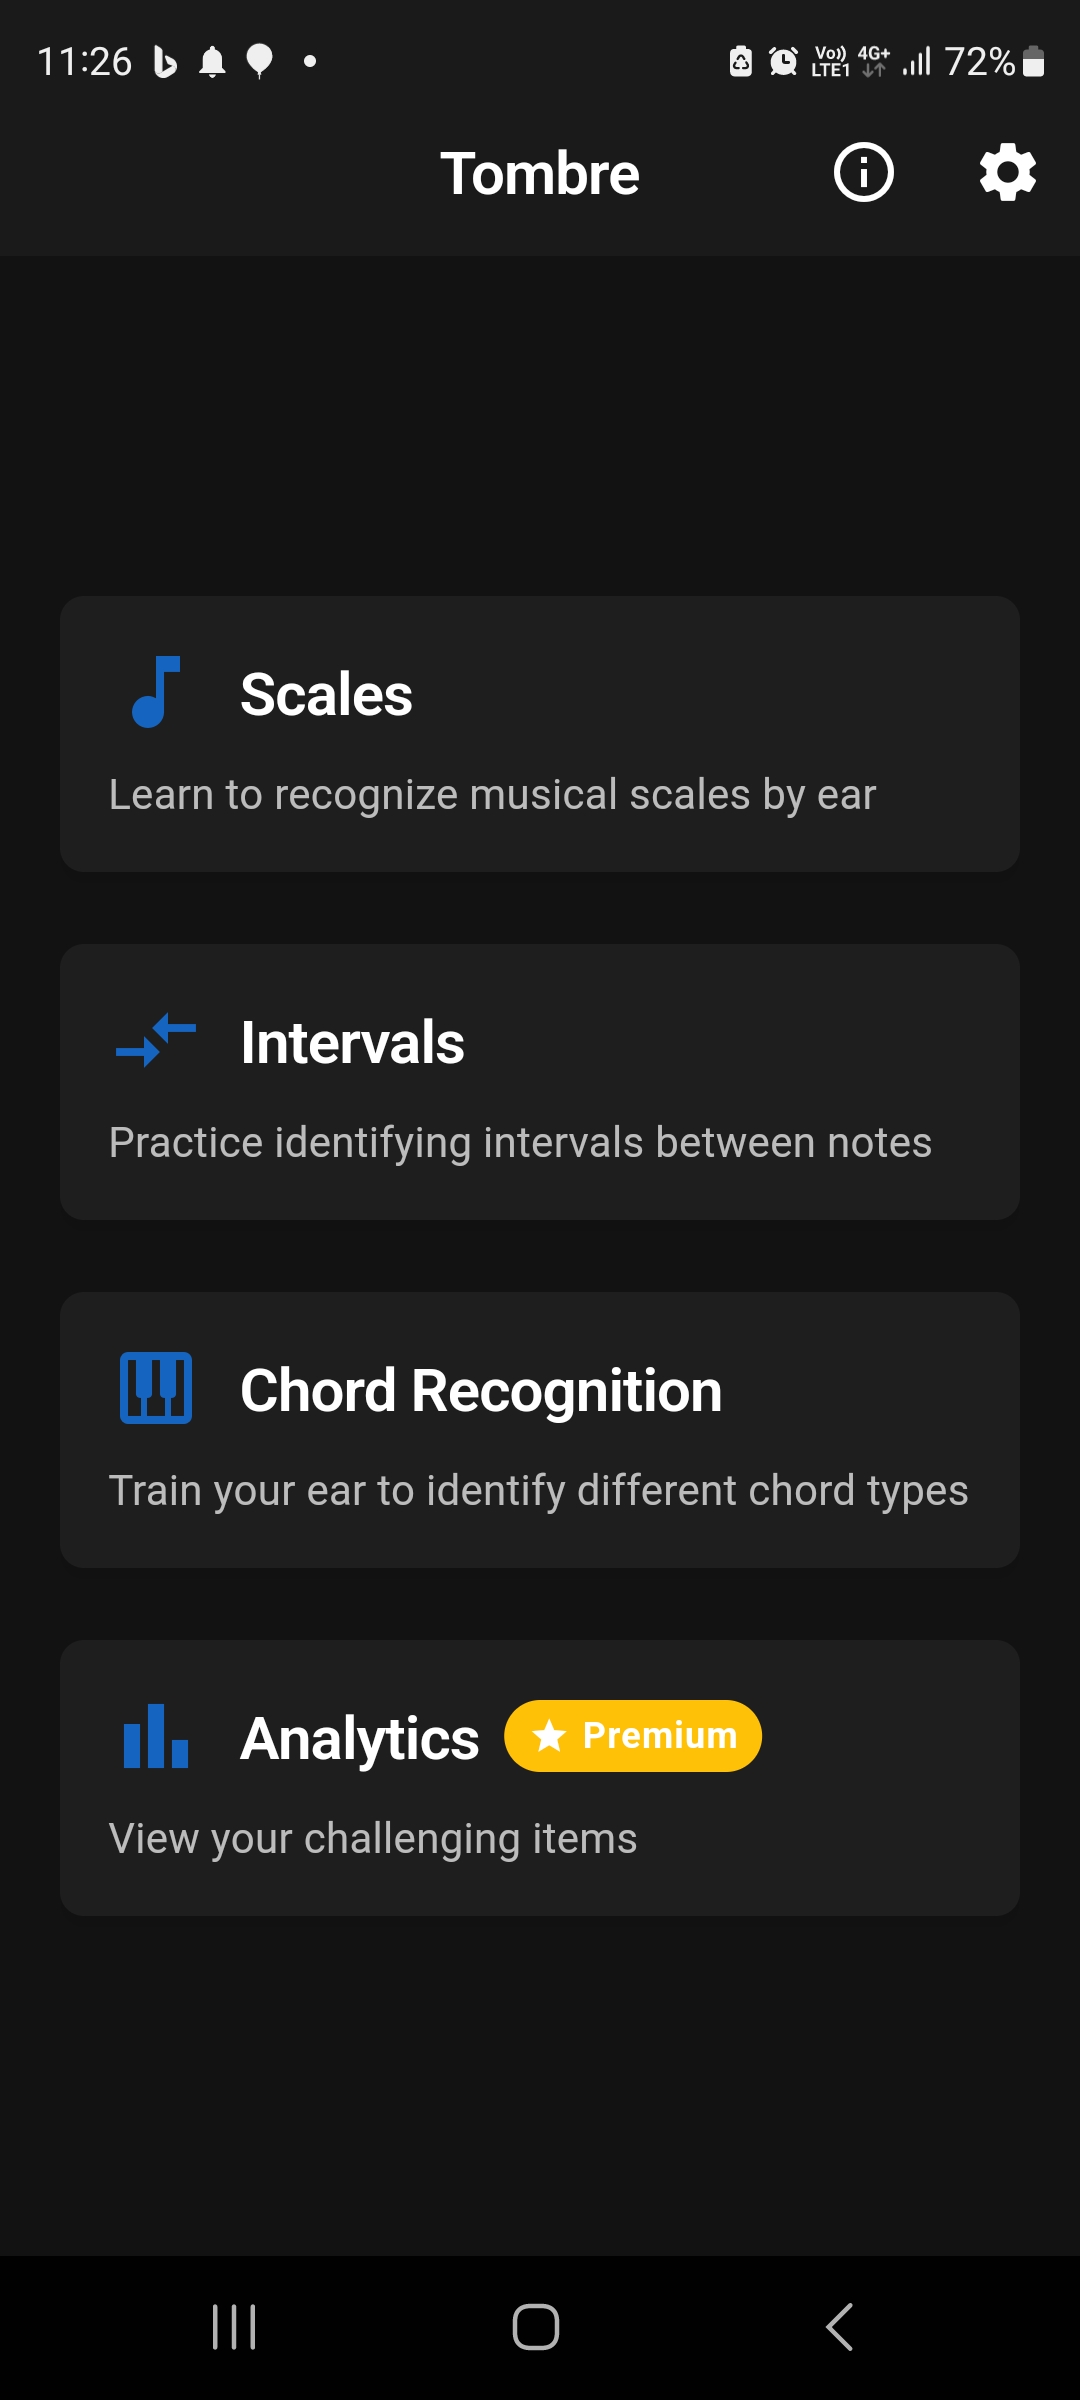 11:26
Vo)) LTE1 4G+ 72%
Tombre
Scales
Learn to recognize musical scales by ear
Intervals
Practice identifying intervals between notes
Chord Recognition
Train your ear to identify different chord types
Analytics Premium
View your challenging items